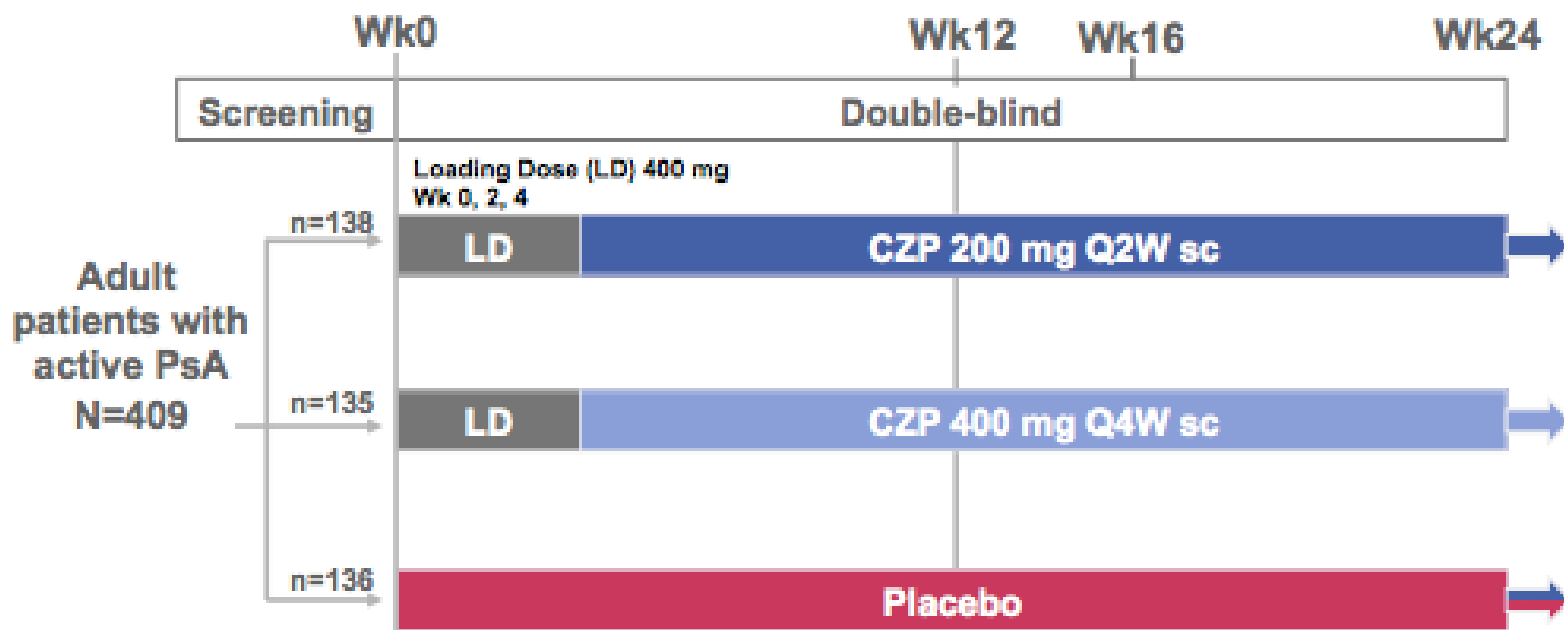 Wk0
Wk12
Wk16
Wk24
Screening
Double-blind
Loading Dose (LD) 400 mg
Wk 0, 2, 4
n=138
LD
CZP 200 mg Q2W sc
Adult
patients with
active PsA
N=409
n=135
LD
CZP 400 mg Q4W sc
n=136
Placebo